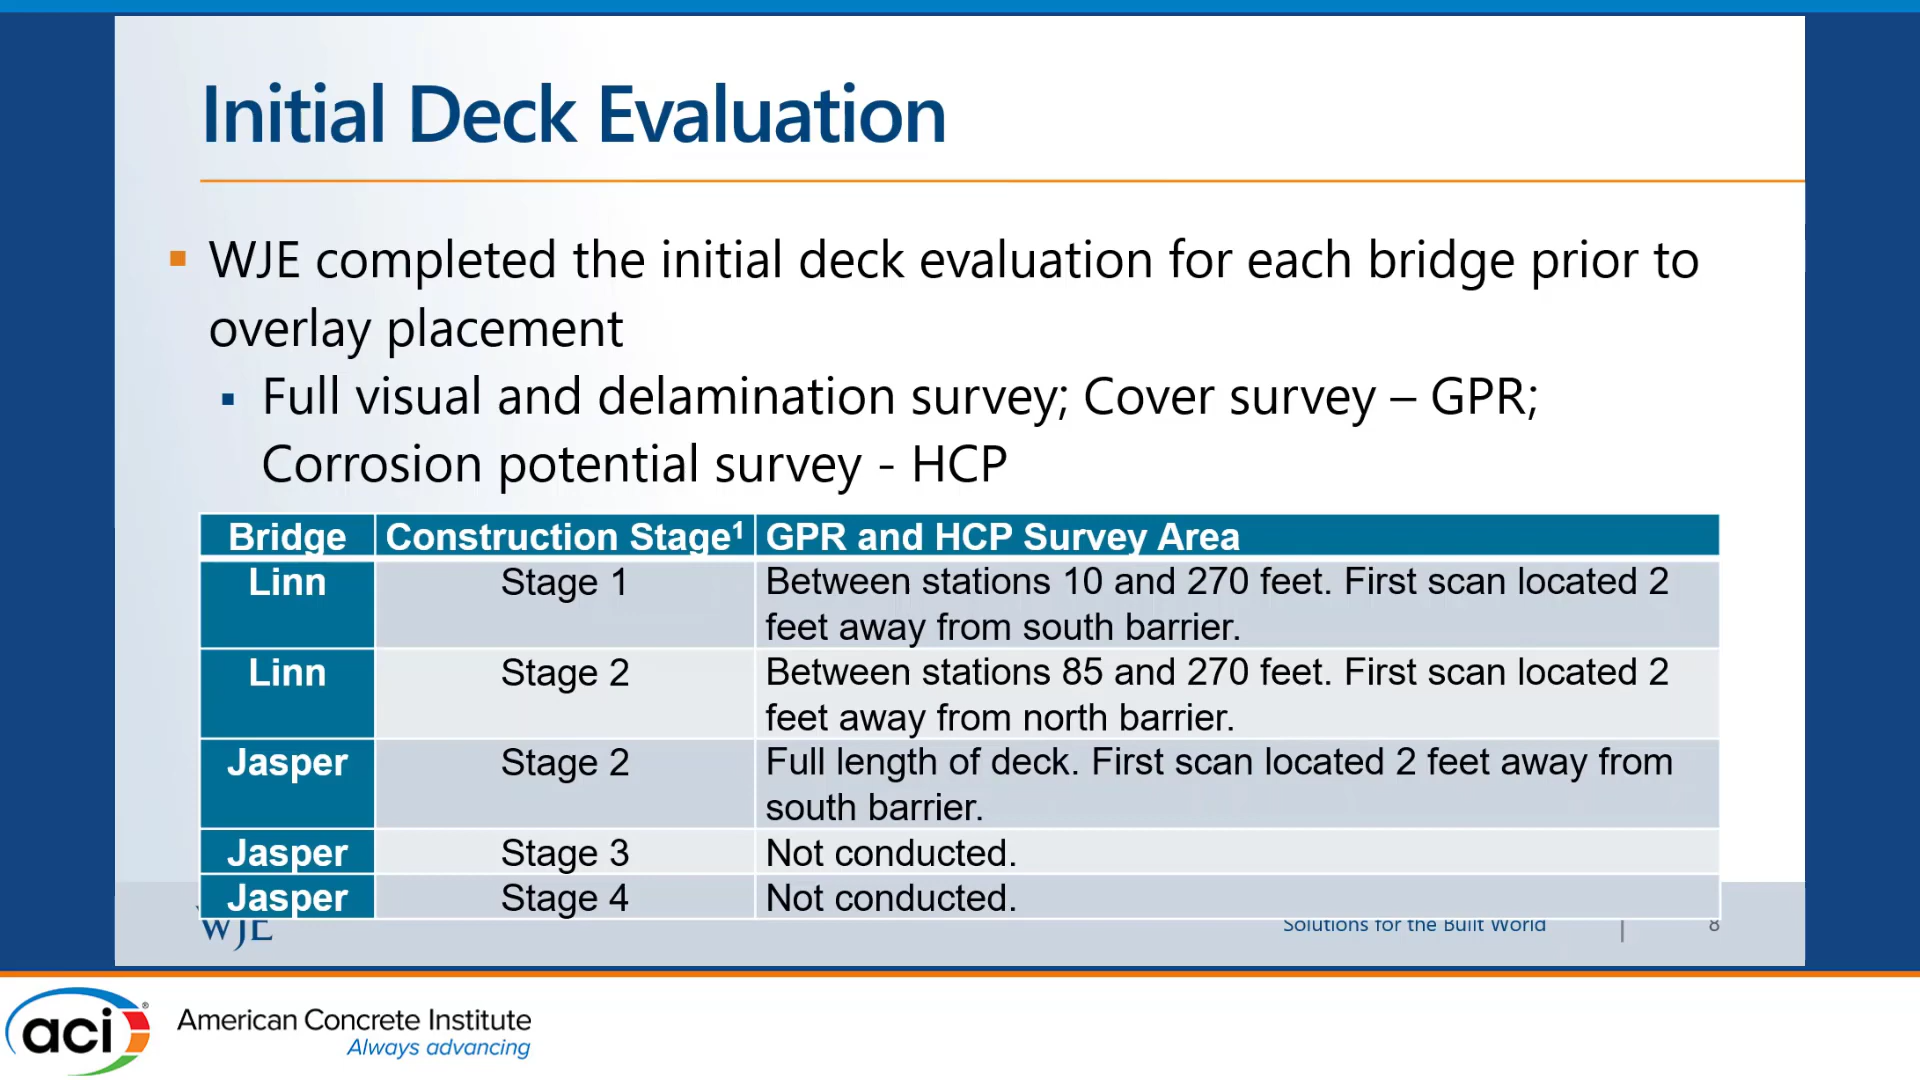 Initial Deck Evaluation
WJE completed the initial deck evaluation for each bridge prior to
overlay placement
Full visual and delamination survey; Cover survey – GPR;
Corrosion potential survey - HCP
Bridge Construction Stage¹ GPR and HCP Survey Area
Linn Stage 1 Between stations 10 and 270 feet. First scan located 2
feet away from south barrier.
Linn Stage 2 Between stations 85 and 270 feet. First scan located 2
feet away from north barrier.
Jasper Stage 2 Full length of deck. First scan located 2 feet away from
south barrier.
Jasper Stage 3 Not conducted.
Jasper Stage 4 Not conducted.
WJE Solutions for the Built World | 8
aci® American Concrete Institute
Always advancing